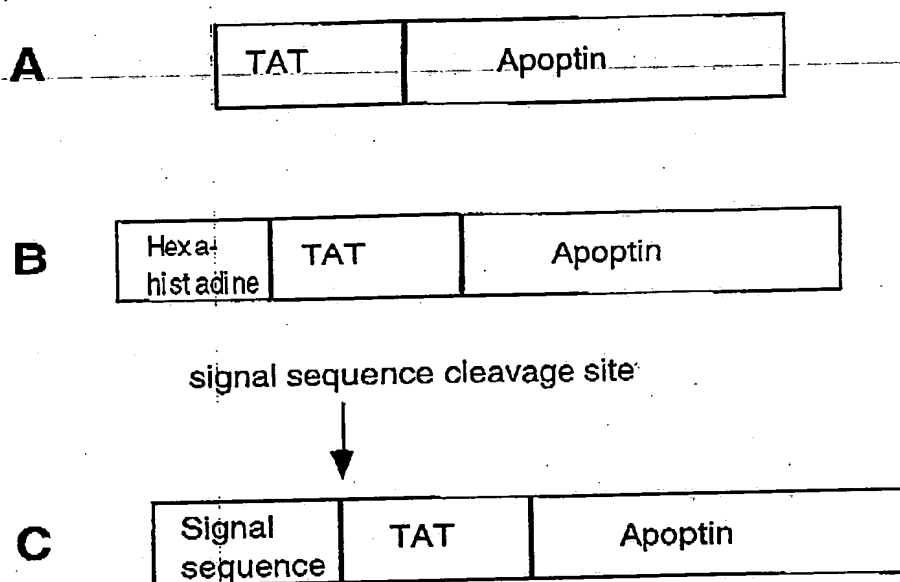 A
TAT Apoptin
B
Hexa-
histadine
TAT Apoptin
signal sequence cleavage site
C
Signal
sequence
TAT Apoptin